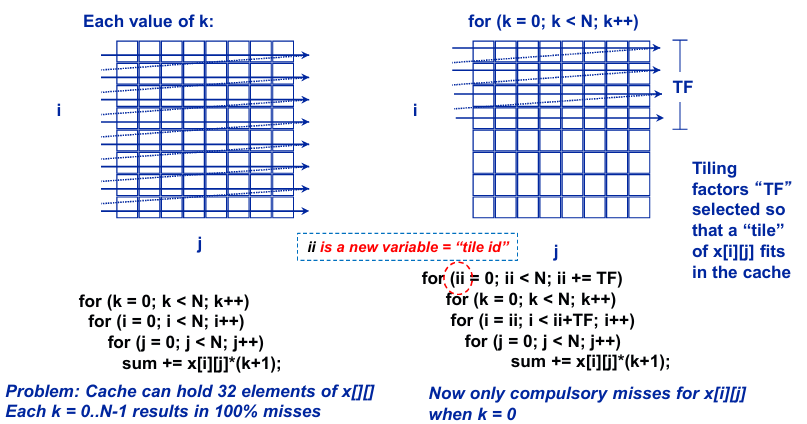 Each value of k:
i
j
for (k = 0; k < N; k++)
i
j
TF
Tiling
factors “TF”
selected so
that a “tile”
of x[i][j] fits
in the cache
ii is a new variable = “tile id”
for (k = 0; k < N; k++)
for (i = 0; i < N; i++)
for (j = 0; j < N; j++)
sum += x[i][j]*(k+1);
Problem: Cache can hold 32 elements of x[][]
Each k = 0..N-1 results in 100% misses
for (ii = 0; ii < N; ii += TF)
for (k = 0; k < N; k++)
for (i = ii; i < ii+TF; i++)
for (j = 0; j < N; j++)
sum += x[i][j]*(k+1);
Now only compulsory misses for x[i][j]
when k = 0